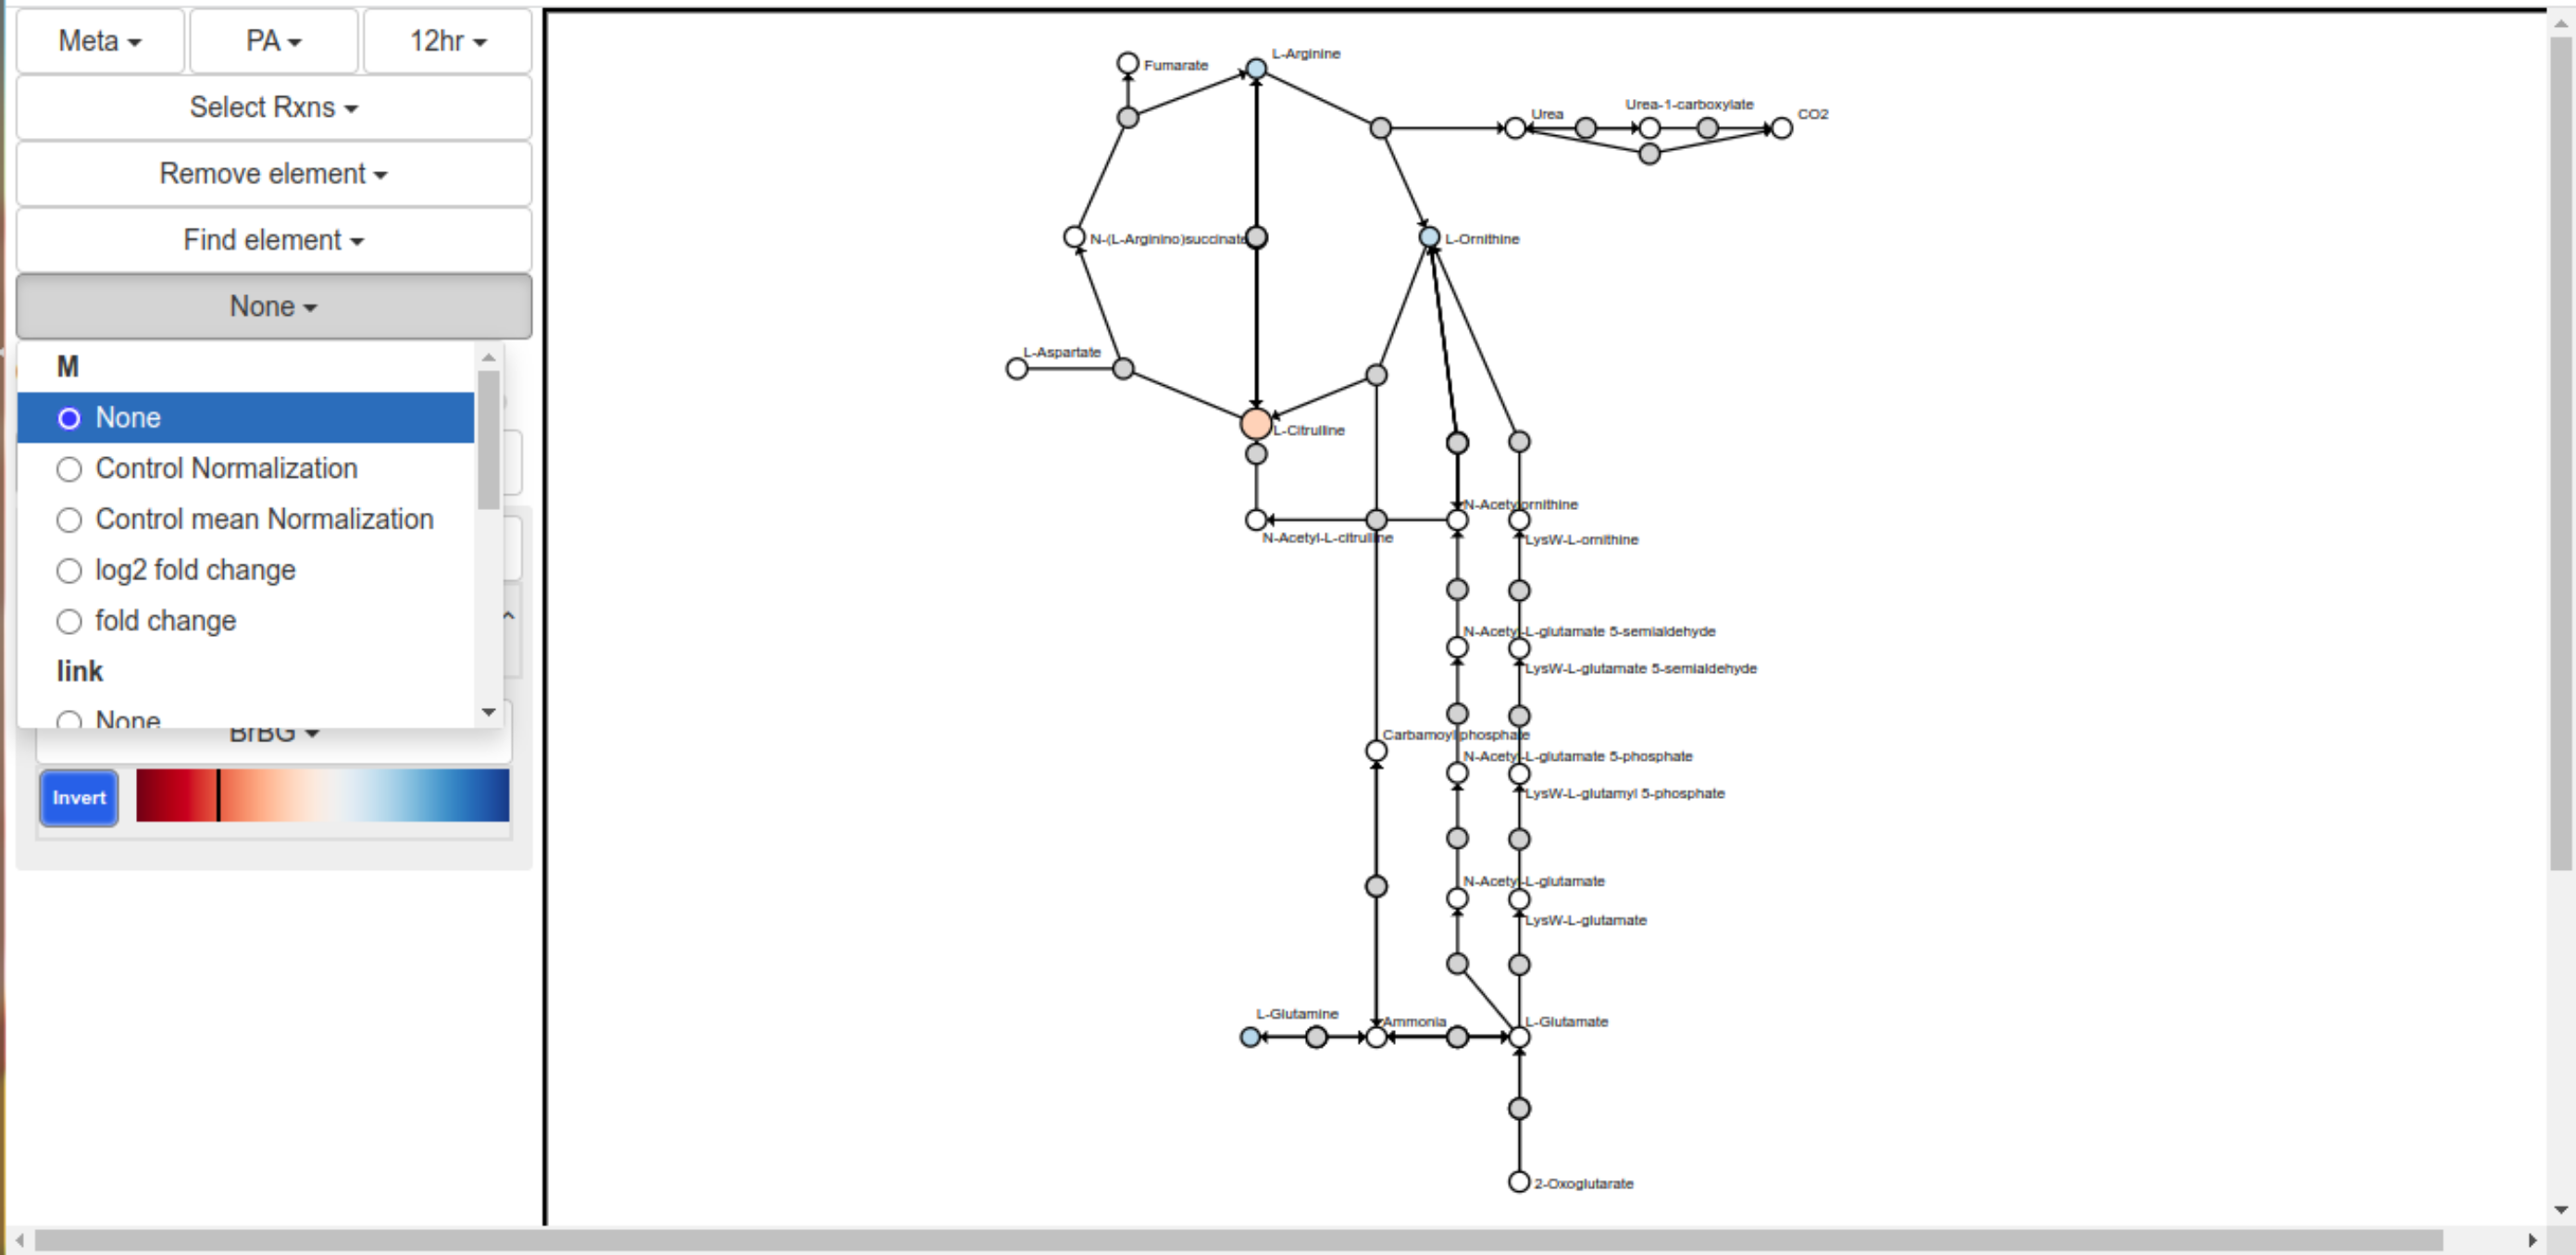 Meta PA 12hr
Select Rxns
Remove element
Find element
None
M
None
Control Normalization
Control mean Normalization
log2 fold change
fold change
link
None
BrBG
Invert
L-Arginine
Fumarate
Urea-1-carboxylate
Urea
CO2
N-(L-Arginino)succinate
L-Ornithine
L-Aspartate
L-Citrulline
N-Acetylornithine
N-Acetyl-L-citrulline
LysW-L-ornithine
N-Acetyl-L-glutamate 5-semialdehyde
LysW-L-glutamate 5-semialdehyde
Carbamoyl phosphate
N-Acetyl-L-glutamate 5-phosphate
LysW-L-glutamyl 5-phosphate
N-Acetyl-L-glutamate
LysW-L-glutamate
L-Glutamine
Ammonia
L-Glutamate
2-Oxoglutarate